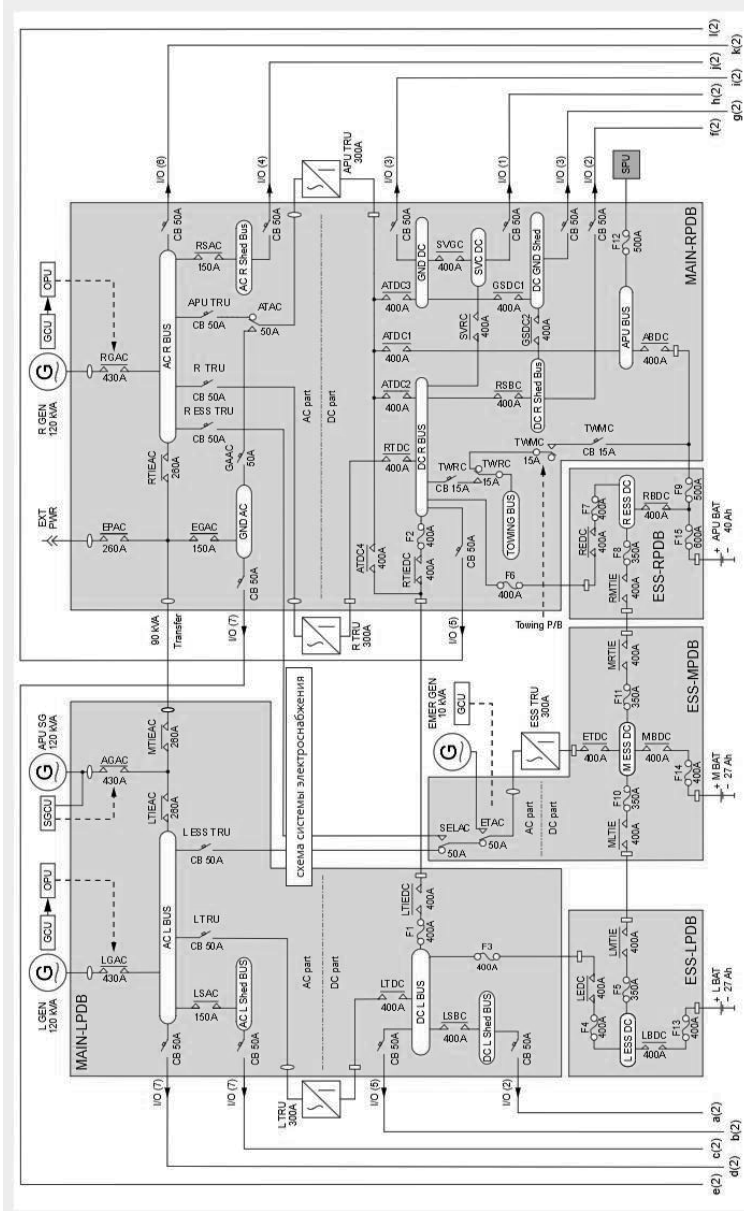 L GEN
120 kVA
GCU
OPU
LGAC
430A
APU SG
120 kVA
SGCU
AGAC
430A
EXT
PWR
EPAC
260A
R GEN
120 kVA
GCU
OPU
RGAC
430A
MAIN-LPDB
I/O (7)
CB 50A
AC L BUS
LTIEAC
260A
MTIEAC
260A
90 kVA
Transfer
RTIEAC
260A
AC R BUS
CB 50A
I/O (6)
LSAC
150A
AC L Shed BUS
CB 50A
I/O (7)
L TRU
CB 50A
L ESS TRU
CB 50A
I/O (7)
CB 50A
EGAC
150A
GND AC
GAAC
50A
R ESS TRU
CB 50A
R TRU
CB 50A
APU TRU
CB 50A
ATAC
50A
RSAC
150A
AC R Shed Bus
CB 50A
I/O (4)
схема системы электроснабжения
AC part
DC part
AC part
DC part
L TRU
300A
R TRU
300A
APU TRU
300A
I/O (5)
CB 50A
LTDC
400A
DC L BUS
F1
400A
LTIEDC
400A
LSBC
400A
DC L Shed BUS
CB 50A
I/O (2)
F3
400A
EMER GEN
10 kVA
GCU
SELAC
50A
ETAC
50A
AC part
DC part
ESS TRU
300A
ETDC
400A
I/O (5)
CB 50A
ATDC4
400A
RTIEDC
400A
F2
400A
RTDC
400A
DC R BUS
ATDC2
400A
ATDC1
400A
ATDC3
400A
GND DC
CB 50A
I/O (3)
SVGC
400A
SVC DC
CB 50A
I/O (1)
SVRC
400A
GSDC1
400A
DC GND Shed
CB 50A
I/O (3)
GSDC2
400A
RSBC
400A
DC R Shed Bus
CB 50A
I/O (2)
TWRC
CB 15A
TWRC
15A
TWMC
TWMC
CB 15A
TOWING BUS
Towing P/B
F6
400A
APU BUS
F12
500A
SPU
ABDC
400A
MAIN-RPDB
F4
400A
LEDC
400A
L ESS DC
F5
350A
LMTIE
400A
LBDC
400A
F13
400A
+ L BAT
− 27 Ah
ESS-LPDB
MLTIE
400A
F10
350A
M ESS DC
F11
350A
MRTIE
400A
MBDC
400A
F14
400A
+ M BAT
− 27 Ah
ESS-MPDB
RMTIE
400A
F8
350A
R ESS DC
REDC
400A
F7
400A
RBDC
400A
F15
600A
F9
500A
+ APU BAT
− 40 Ah
ESS-RPDB
e(2)
d(2)
c(2)
b(2)
a(2)
f(2)
g(2)
h(2)
i(2)
j(2)
k(2)
l(2)